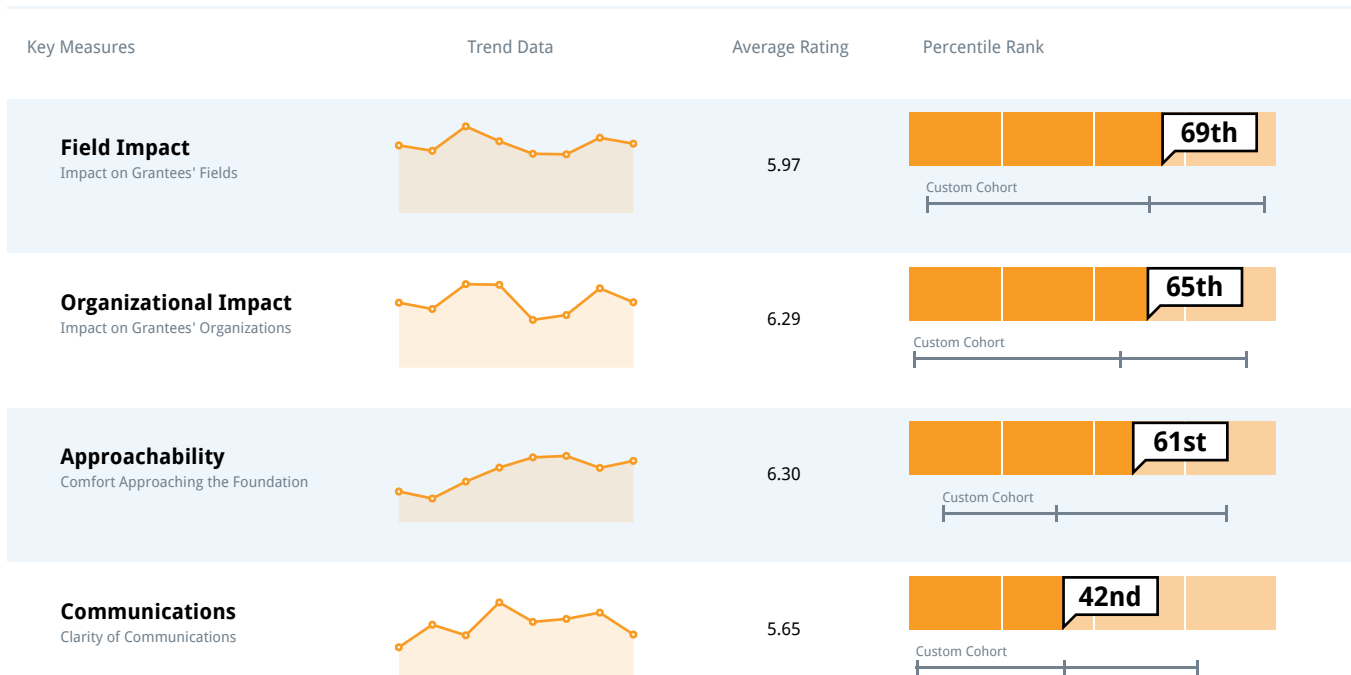 Key Measures
Trend Data
Average Rating
Percentile Rank
Field Impact
Impact on Grantees' Fields
5.97
69th
Custom Cohort
Organizational Impact
Impact on Grantees' Organizations
6.29
65th
Custom Cohort
Approachability
Comfort Approaching the Foundation
6.30
61st
Custom Cohort
Communications
Clarity of Communications
5.65
42nd
Custom Cohort